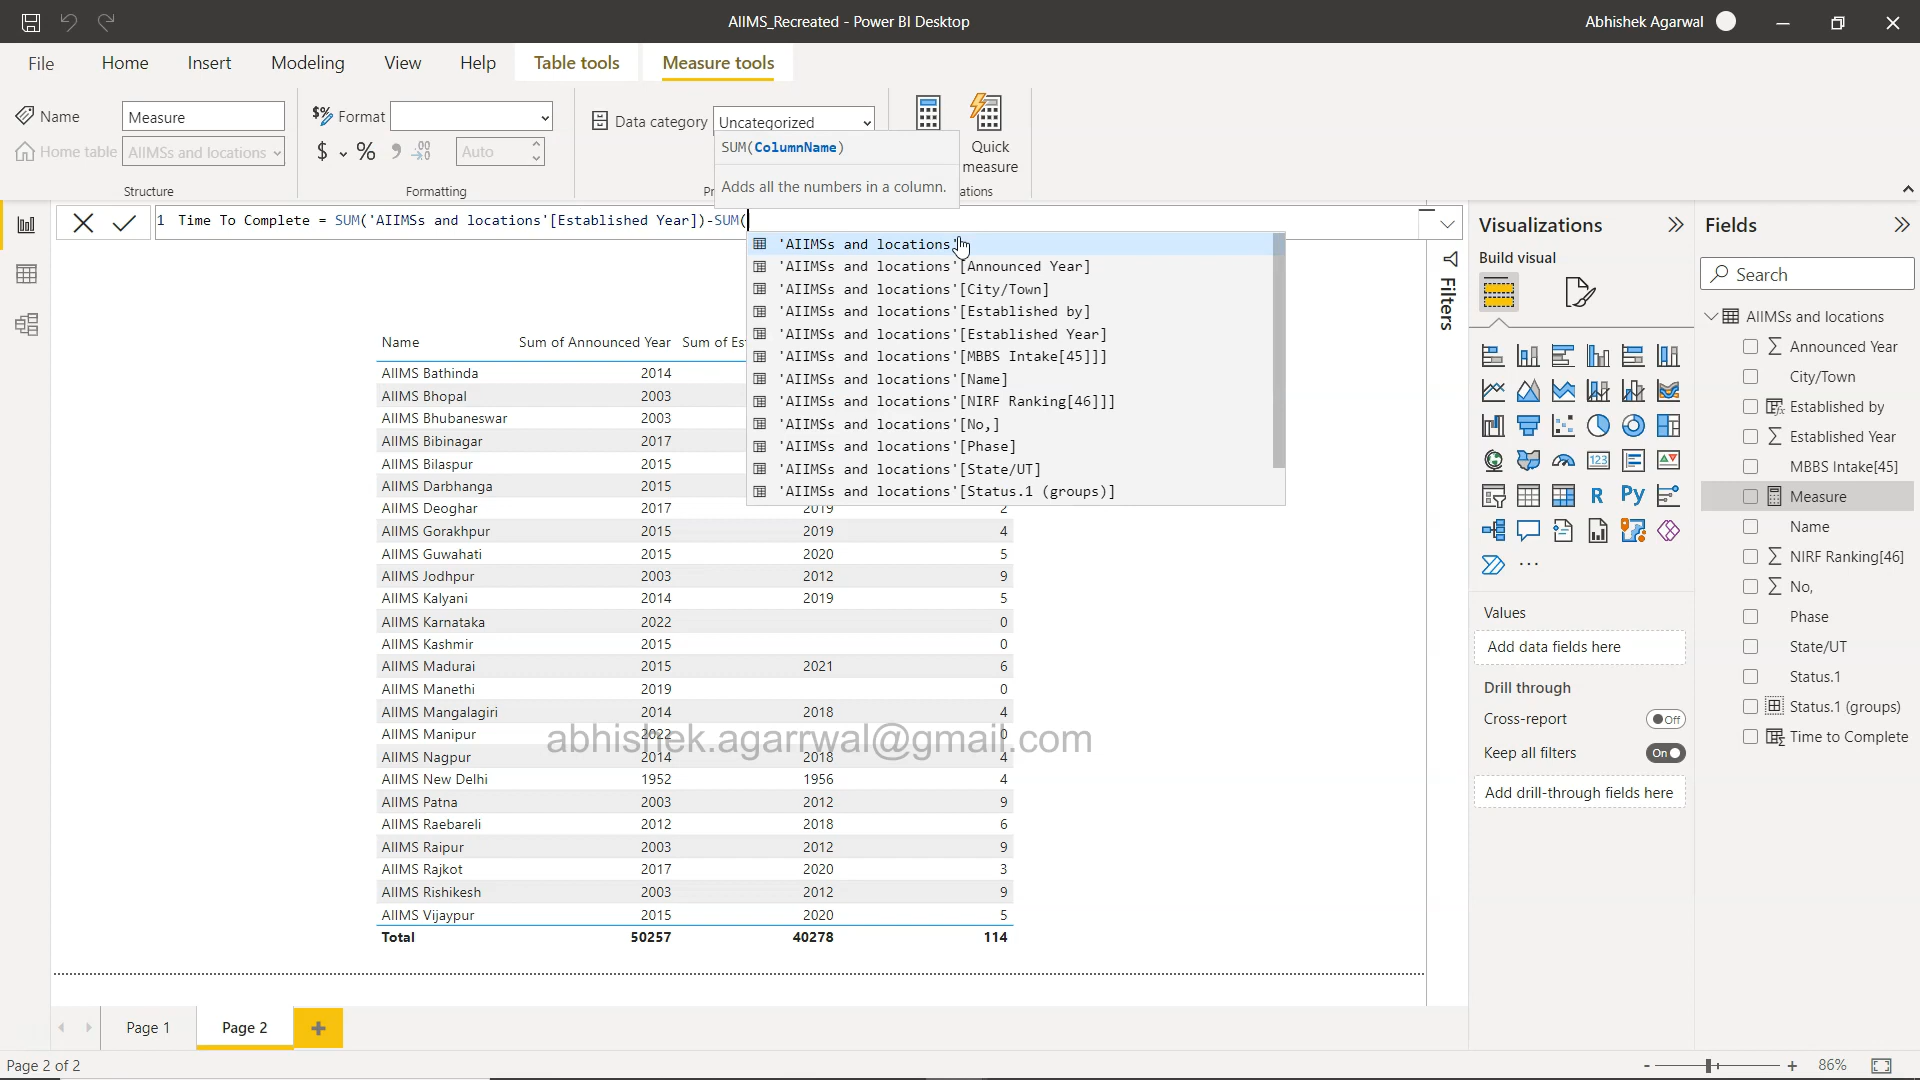 AIIMS_Recreated - Power BI Desktop
Abhishek Agarwal
File
Home
Insert
Modeling
View
Help
Table tools
Measure tools
Name
Measure
Home table
AIIMSs and locations
Structure
Format
$ % 9 .00
Auto
Formatting
Data category
Uncategorized
SUM(ColumnName)
Adds all the numbers in a column.
Quick
measure
1 Time To Complete = SUM('AIIMSs and locations'[Established Year])-SUM(
'AIIMSs and locations'
'AIIMSs and locations'[Announced Year]
'AIIMSs and locations'[City/Town]
'AIIMSs and locations'[Established by]
'AIIMSs and locations'[Established Year]
'AIIMSs and locations'[MBBS Intake[45]]]
'AIIMSs and locations'[Name]
'AIIMSs and locations'[NIRF Ranking[46]]]
'AIIMSs and locations'[No,]
'AIIMSs and locations'[Phase]
'AIIMSs and locations'[State/UT]
'AIIMSs and locations'[Status.1 (groups)]
Name Sum of Announced Year Sum of Es
AIIMS Bathinda 2014
AIIMS Bhopal 2003
AIIMS Bhubaneswar 2003
AIIMS Bibinagar 2017
AIIMS Bilaspur 2015
AIIMS Darbhanga 2015
AIIMS Deoghar 2017 2019 2
AIIMS Gorakhpur 2015 2019 4
AIIMS Guwahati 2015 2020 5
AIIMS Jodhpur 2003 2012 9
AIIMS Kalyani 2014 2019 5
AIIMS Karnataka 2022 0
AIIMS Kashmir 2015 0
AIIMS Madurai 2015 2021 6
AIIMS Manethi 2019 0
AIIMS Mangalagiri 2014 2018 4
AIIMS Manipur 2022 0
abhishek.agarrwal@gmail.com
AIIMS Nagpur 2014 2018 4
AIIMS New Delhi 1952 1956 4
AIIMS Patna 2003 2012 9
AIIMS Raebareli 2012 2018 6
AIIMS Raipur 2003 2012 9
AIIMS Rajkot 2017 2020 3
AIIMS Rishikesh 2003 2012 9
AIIMS Vijaypur 2015 2020 5
Total 50257 40278 114
Filters
Visualizations
Build visual
123
R
Py
Values
Add data fields here
Drill through
Cross-report
Off
Keep all filters
On
Add drill-through fields here
Fields
Search
AIIMSs and locations
Announced Year
City/Town
Established by
Established Year
MBBS Intake[45]
Measure
Name
NIRF Ranking[46]
No,
Phase
State/UT
Status.1
Status.1 (groups)
Time to Complete
Page 1
Page 2
+
Page 2 of 2
- + 86%